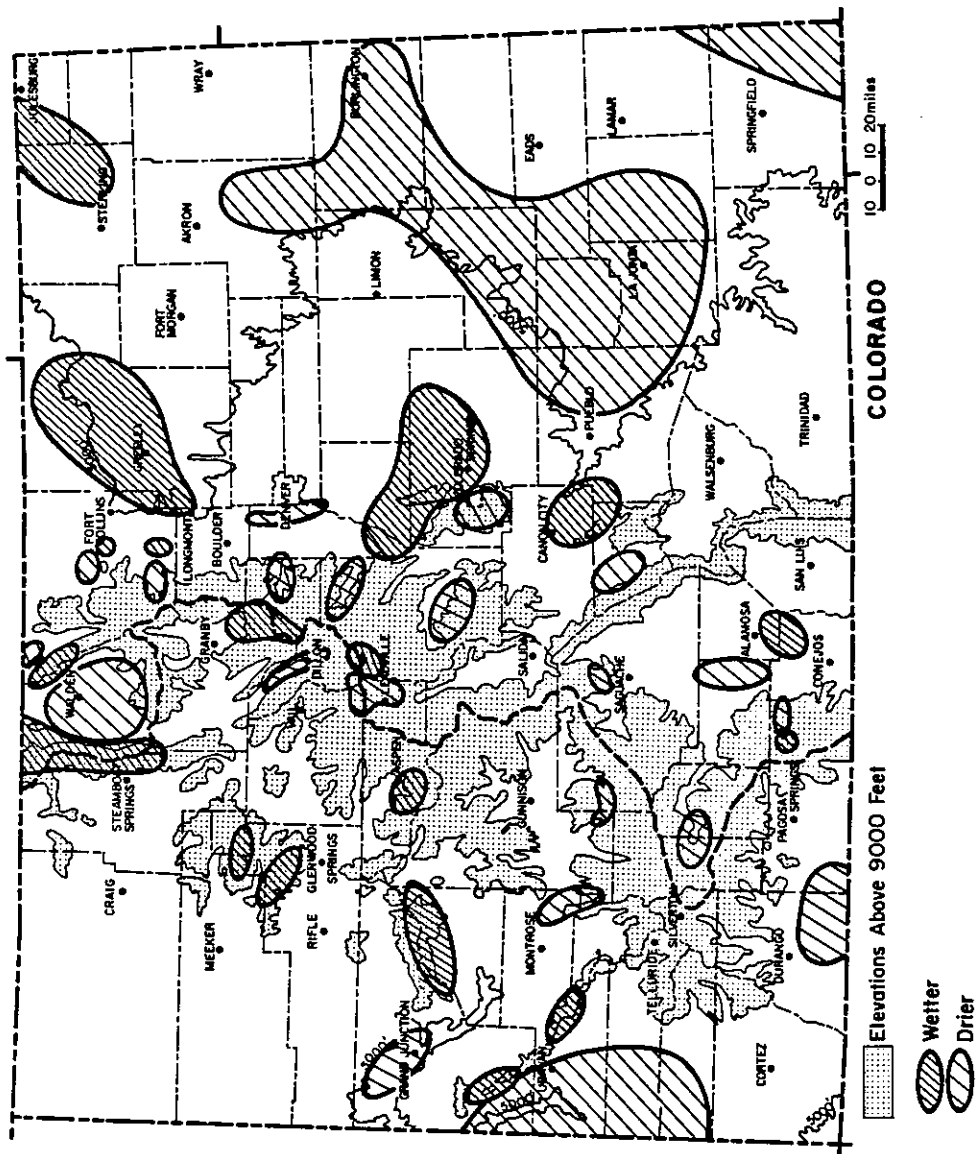 JULESBURG
WRAY
STERLING
AKRON
BURLINGTON
FORT
MORGAN
LIMON
EADS
LAMAR
SPRINGFIELD
LA JUNTA
GREELEY
FORT
COLLINS
LONGMONT
BOULDER
DENVER
COLORADO
SPRINGS
PUEBLO
CANON CITY
WALSENBURG
TRINIDAD
WALDEN
GRANBY
DILLON
VAIL
LEADVILLE
SALIDA
SAGUACHE
ALAMOSA
SAN LUIS
CONEJOS
STEAMBOAT
SPRINGS
ASPEN
GUNNISON
PAGOSA
SPRINGS
CRAIG
MEEKER
RIFLE
GLENWOOD
SPRINGS
MONTROSE
SILVERTON
TELLURIDE
DURANGO
GRAND JUNCTION
CORTEZ
10 0 10 20 miles
COLORADO
Elevations Above 9000 Feet
Wetter
Drier